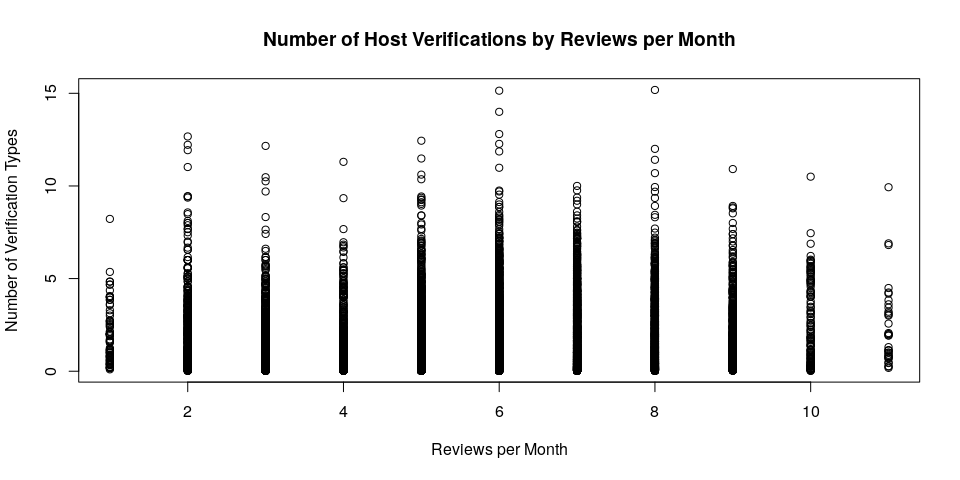 Number of Host Verifications by Reviews per Month
Number of Verification Types
15
10
5
0
2 4 6 8 10
Reviews per Month